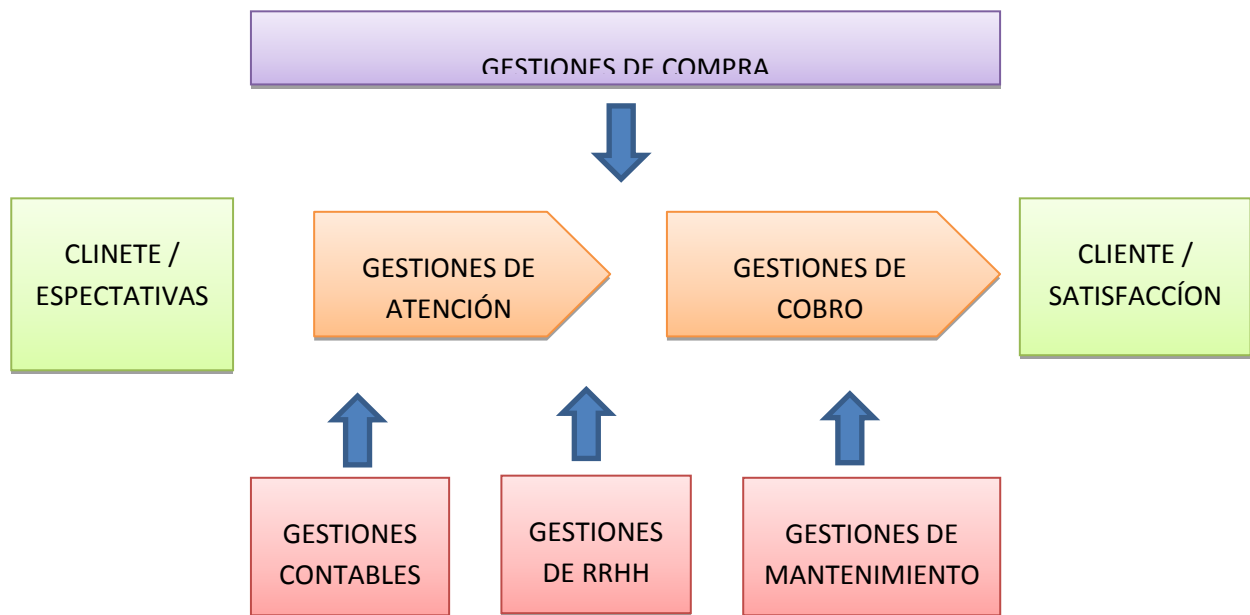 GESTIONES DE COMPRA
CLINETE /
ESPECTATIVAS
GESTIONES DE
ATENCIÓN
GESTIONES DE
COBRO
CLIENTE /
SATISFACCÍON
GESTIONES
CONTABLES
GESTIONES
DE RRHH
GESTIONES DE
MANTENIMIENTO